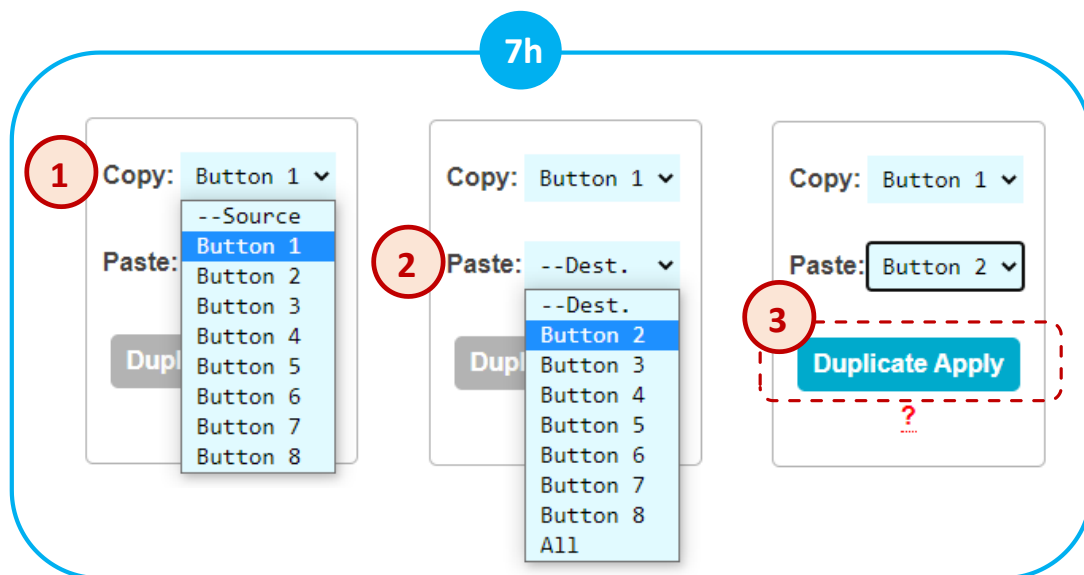 7h
1
Copy: Button 1
--Source
Button 1
Button 2
Button 3
Button 4
Button 5
Button 6
Button 7
Button 8
Paste:
Dupl
2
Copy: Button 1
Paste: --Dest.
--Dest.
Button 2
Button 3
Button 4
Button 5
Button 6
Button 7
Button 8
All
Dupl
Copy: Button 1
Paste: Button 2
3
Duplicate Apply
?